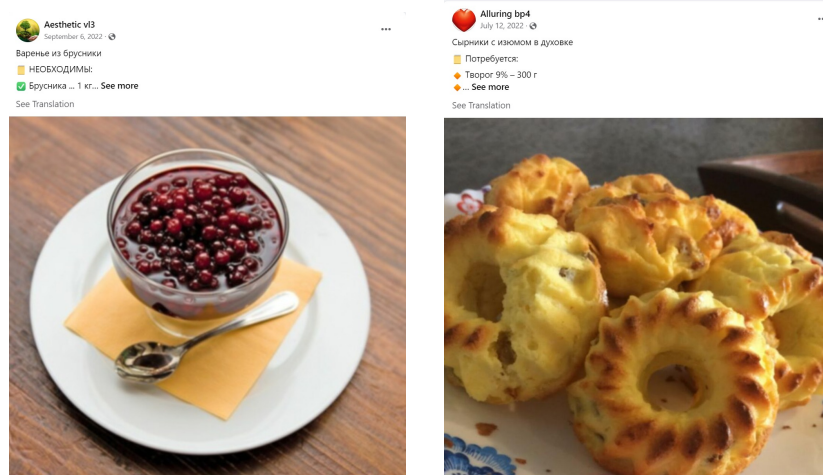 Aesthetic vl3
September 6, 2022 ·
Варенье из брусники
НЕОБХОДИМЫ:
Брусника ... 1 кг... See more
See Translation
Alluring bp4
July 12, 2022 ·
Сырники с изюмом в духовке
Потребуется:
Творог 9% – 300 г
... See more
See Translation